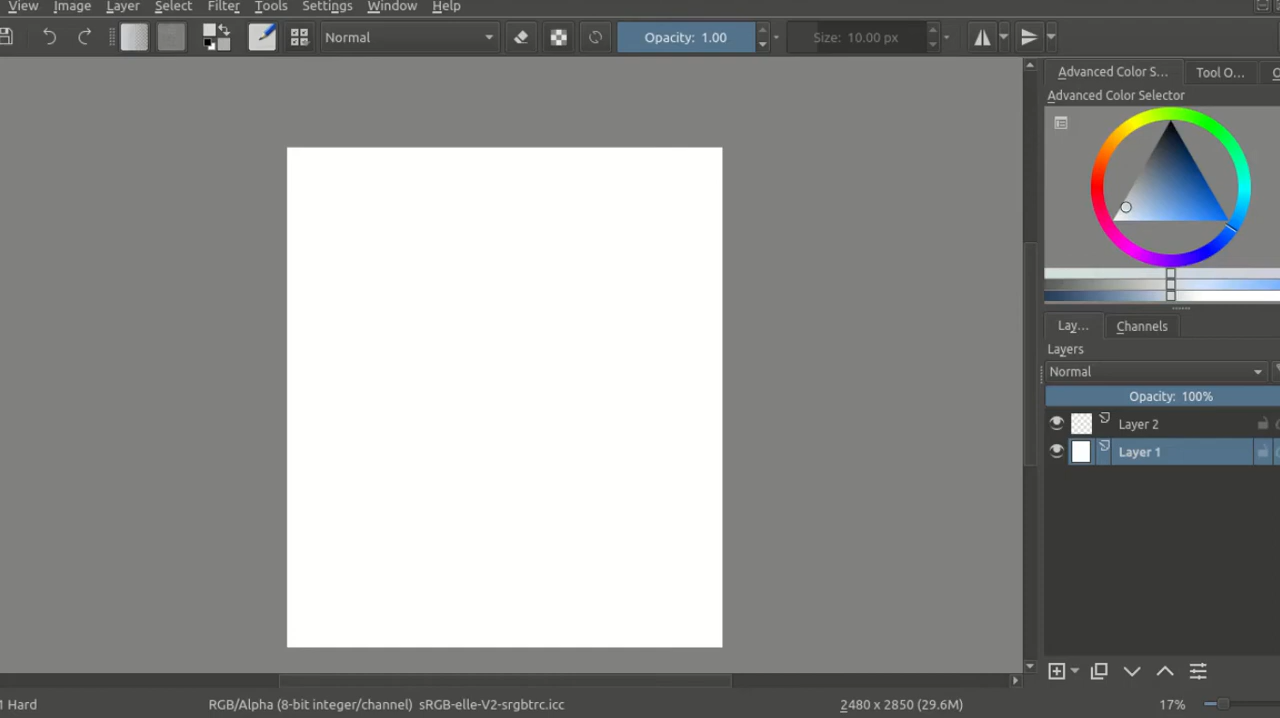 View Image Layer Select Filter Tools Settings Window Help
Normal Opacity: 1.00 Size: 10.00 px
Advanced Color S... Tool O...
Advanced Color Selector
Lay... Channels
Layers
Normal
Opacity: 100%
Layer 2
Layer 1
Hard RGB/Alpha (8-bit integer/channel) sRGB-elle-V2-srgbtrc.icc 2480 x 2850 (29.6M) 17%